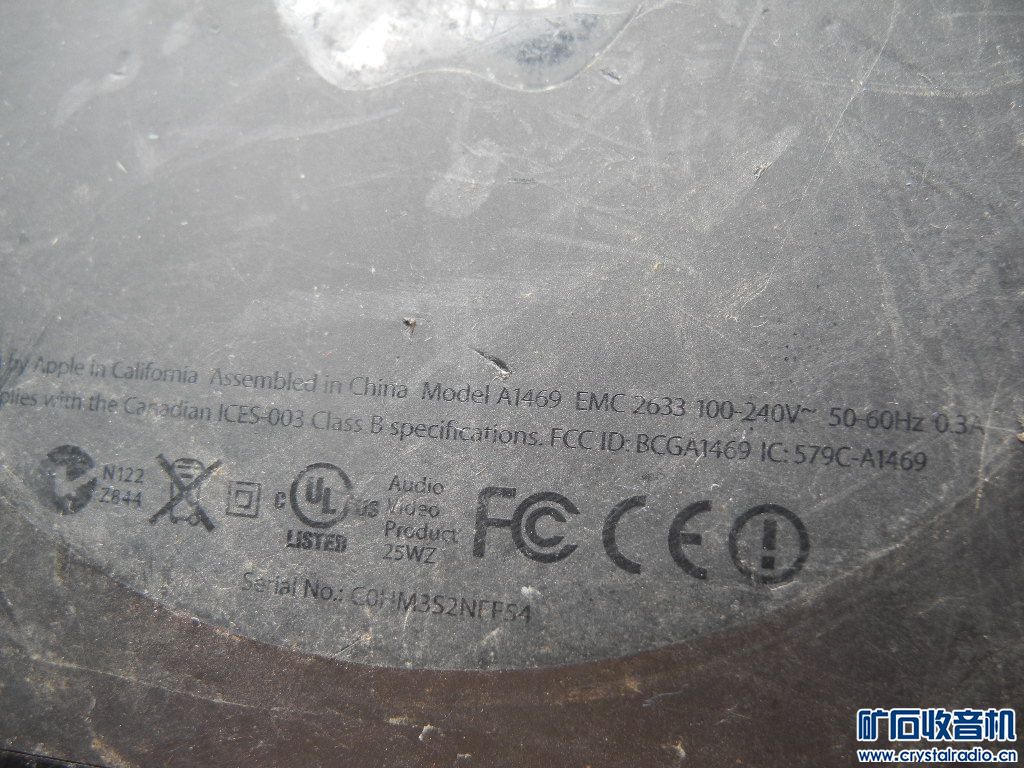 by Apple in California Assembled in China Model A1469 EMC 2633 100-240V~ 50-60Hz 0.3A
plies with the Canadian ICES-003 Class B specifications. FCC ID: BCGA1469 IC: 579C-A1469
N122
Z844
C UL US
LISTED
Audio
Video
Product
25WZ
FC CE
Serial No.:
矿石收音机
www.crystalradio.cn